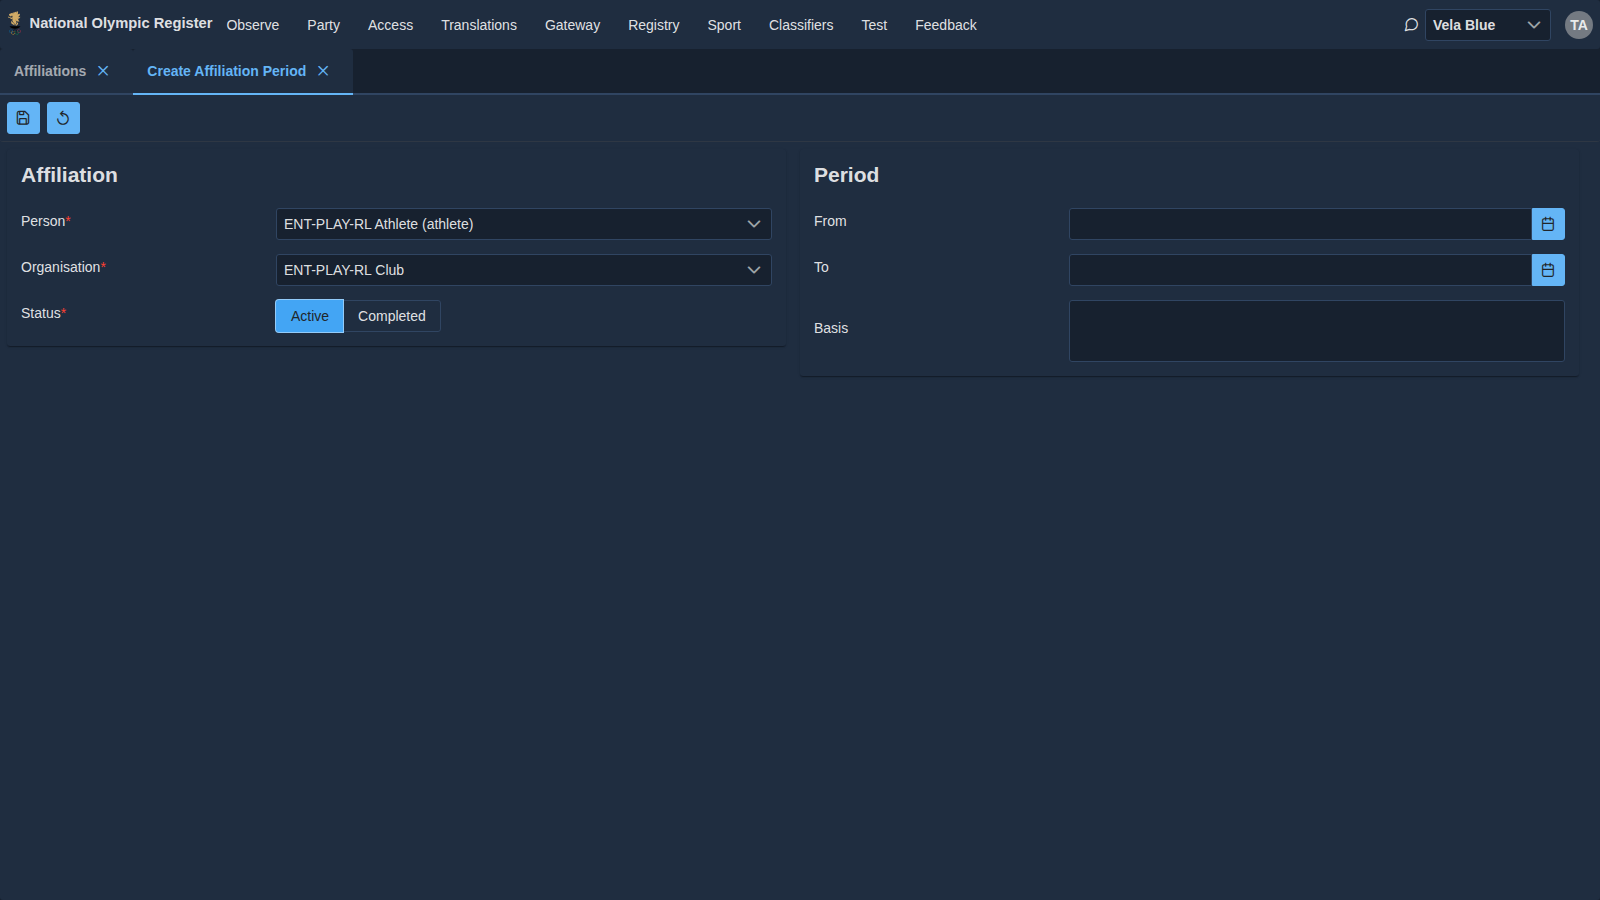 National Olympic Register Observe Party Access Translations Gateway Registry Sport Classifiers Test Feedback Vela Blue TA
Affiliations Create Affiliation Period
Affiliation
Person*
ENT-PLAY-RL Athlete (athlete)
Organisation*
ENT-PLAY-RL Club
Status*
Active Completed
Period
From
To
Basis